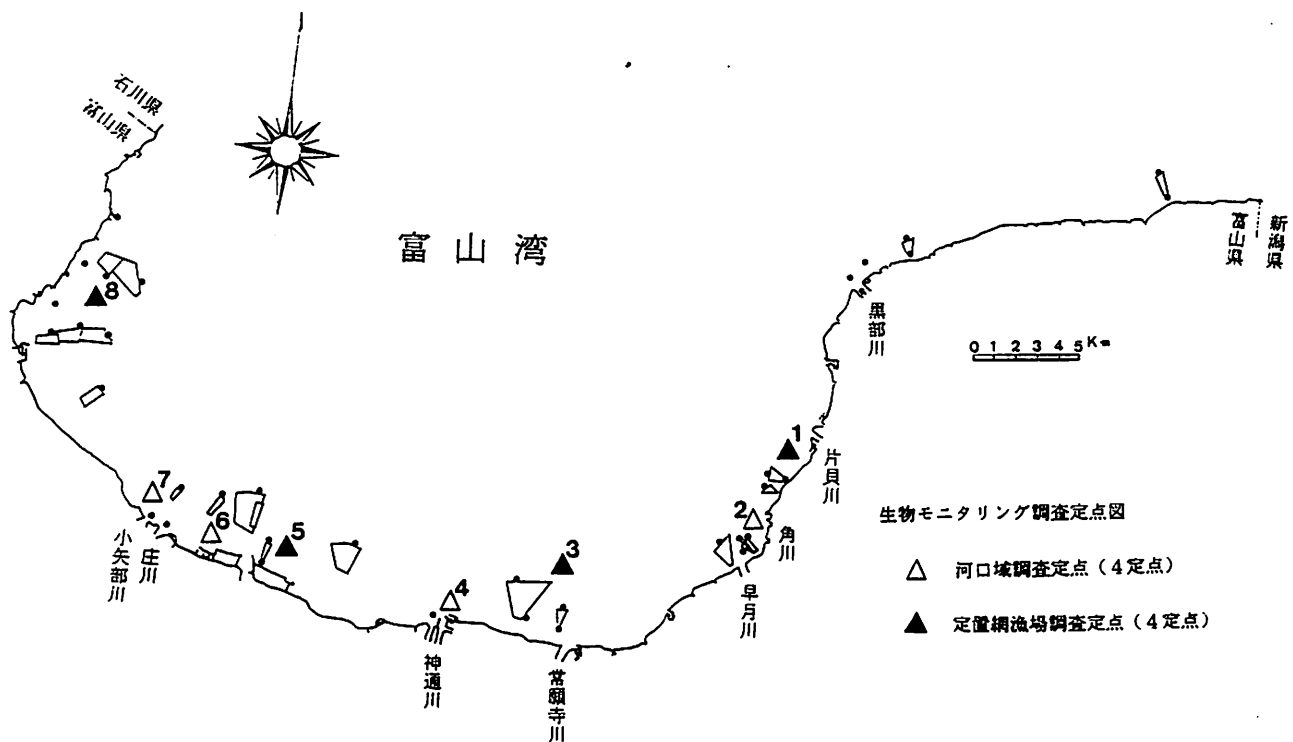 石川県
富山県
富山湾
8
7
6
5
4
3
2
1
小矢部川
庄川
神通川
常願寺川
早月川
角川
片貝川
黒部川
富山県
新潟県
0 1 2 3 4 5 Km
生物モニタリング調査定点図
△ 河口域調査定点(4定点)
▲ 定置網漁場調査定点(4定点)